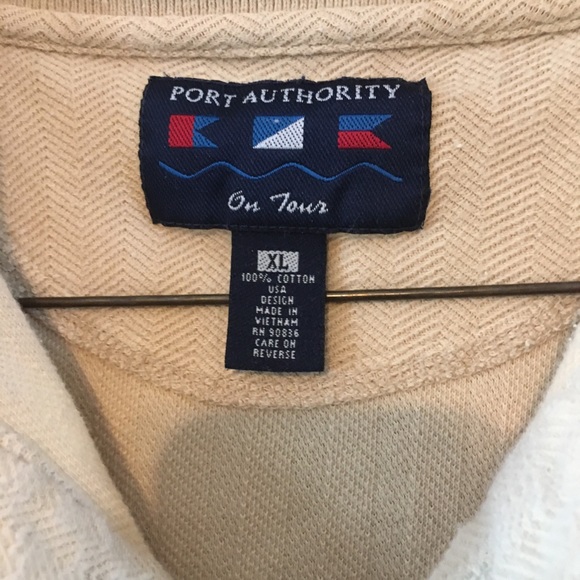 PORT AUTHORITY
On Tour
XL
100% COTTON
USA
DESIGN
MADE IN
VIETNAM
RN 90836
CARE ON
REVERSE